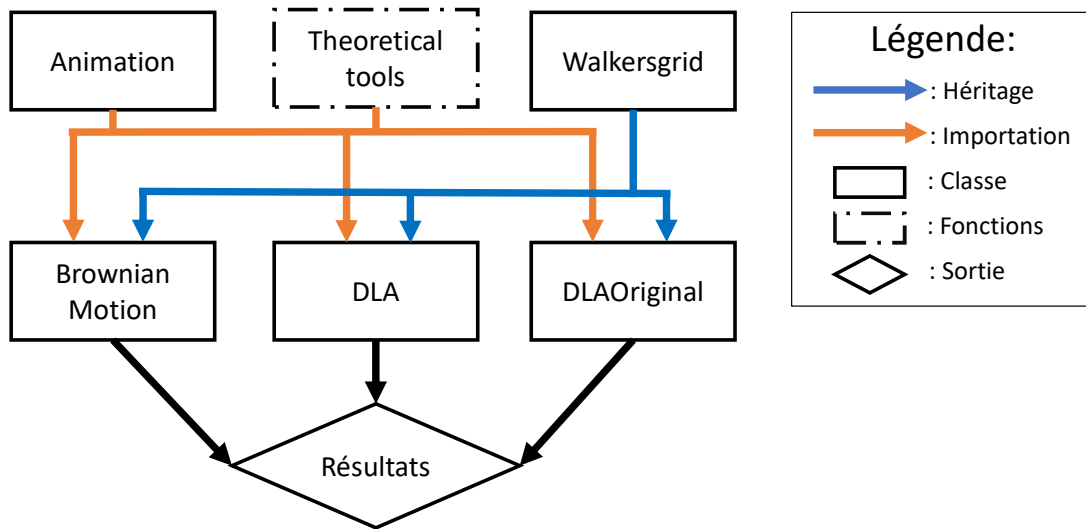 Animation
Theoretical
tools
Walkersgrid
Brownian
Motion
DLA
DLAOriginal
Résultats
Légende:
: Héritage
: Importation
: Classe
: Fonctions
: Sortie